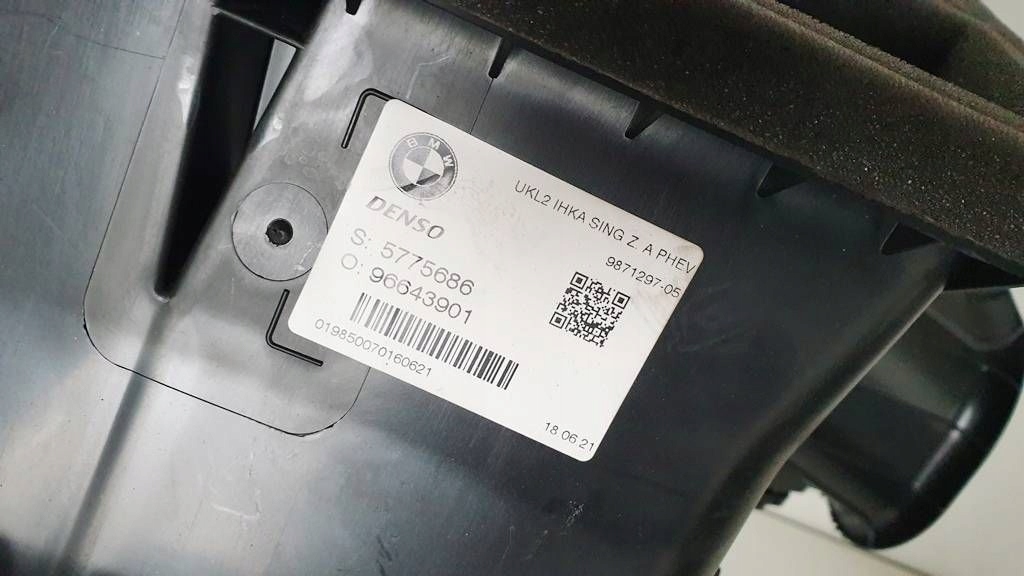 BMW
UKL2 IHKA SING Z. A PHEV
DENSO
9871297-05
S: 5775686
O: 96643901
019850070160621
18.06.21